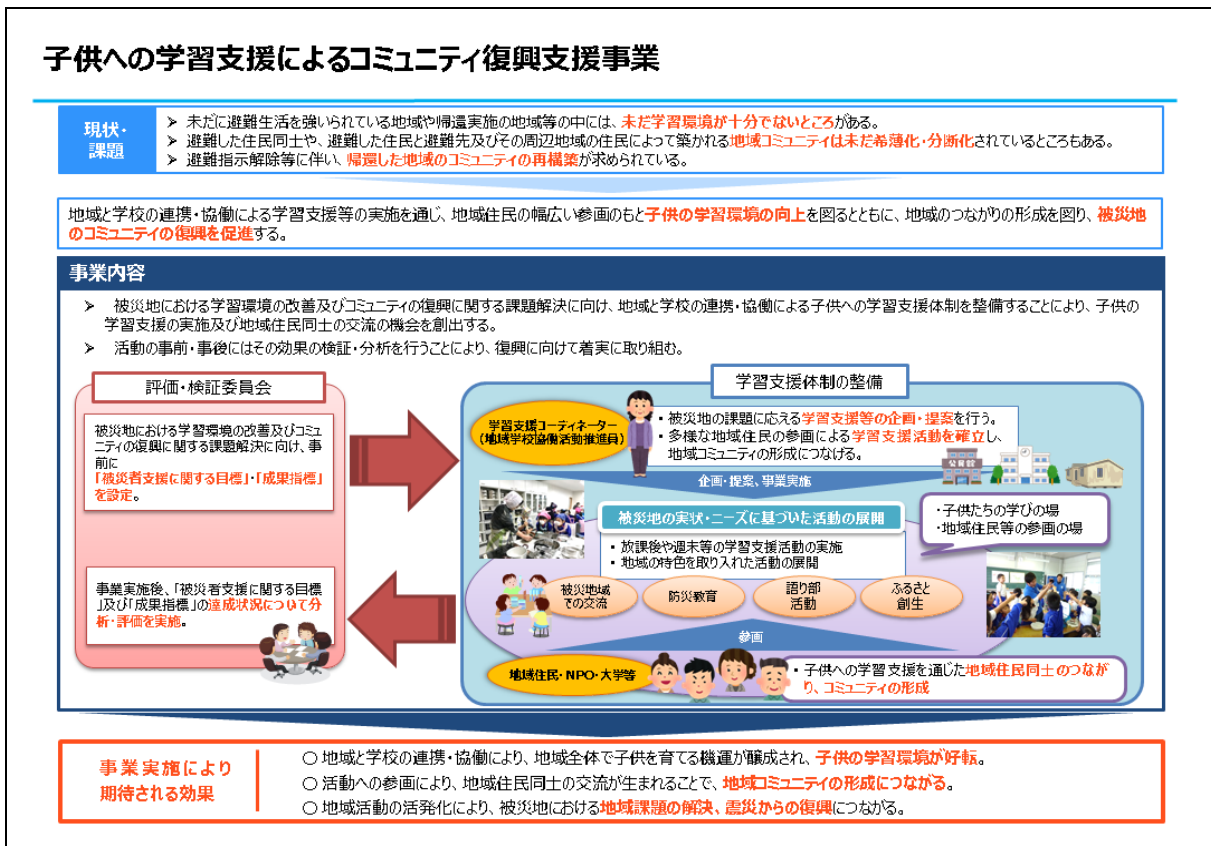 子供への学習支援によるコミュニティ復興支援事業
現状・
課題
➢ 未だに避難生活を強いられている地域や帰還実施の地域等の中には、未だ学習環境が十分でないところがある。
➢ 避難した住民同士や、避難した住民と避難先及びその周辺地域の住民によって築かれる地域コミュニティは未だ希薄化・分断化されているところもある。
➢ 避難指示解除等に伴い、帰還した地域のコミュニティの再構築が求められている。
地域と学校の連携・協働による学習支援等の実施を通じ、地域住民の幅広い参画のもと子供の学習環境の向上を図るとともに、地域のつながりの形成を図り、被災地
のコミュニティの復興を促進する。
事業内容
➢ 被災地における学習環境の改善及びコミュニティの復興に関する課題解決に向け、地域と学校の連携・協働による子供への学習支援体制を整備することにより、子供の
学習支援の実施及び地域住民同士の交流の機会を創出する。
➢ 活動の事前・事後にはその効果の検証・分析を行うことにより、復興に向けて着実に取り組む。
評価・検証委員会
被災地における学習環境の改善及びコミュ
ニティの復興に関する課題解決に向け、事
前に
「被災者支援に関する目標」・「成果指標」
を設定。
事業実施後、「被災者支援に関する目標
」及び「成果指標」の達成状況について分
析・評価を実施。
学習支援体制の整備
学習支援コーディネーター
(地域学校協働活動推進員)
・被災地の課題に応える学習支援等の企画・提案を行う。
・多様な地域住民の参画による学習支援活動を確立し、
地域コミュニティの形成につなげる。
公民館
企画・提案、事業実施
被災地の実状・ニーズに基づいた活動の展開
・放課後や週末等の学習支援活動の実施
・地域の特色を取り入れた活動の展開
・子供たちの学びの場
・地域住民等の参画の場
被災地域
での交流
防災教育
語り部
活動
ふるさと
創生
参画
地域住民・NPO・大学等
・子供への学習支援を通じた地域住民同士のつなが
り、コミュニティの形成
事業実施により
期待される効果
○ 地域と学校の連携・協働により、地域全体で子供を育てる機運が醸成され、子供の学習環境が好転。
○ 活動への参画により、地域住民同士の交流が生まれることで、地域コミュニティの形成につながる。
○ 地域活動の活発化により、被災地における地域課題の解決、震災からの復興につながる。